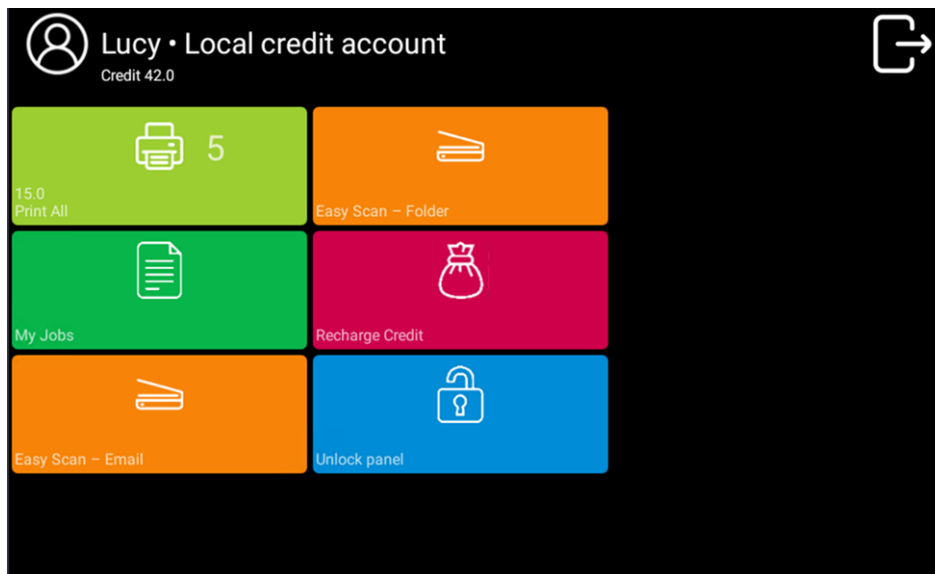 Lucy • Local credit account
Credit 42.0
5
15.0
Print All
Easy Scan – Folder
My Jobs
Recharge Credit
Easy Scan – Email
Unlock panel